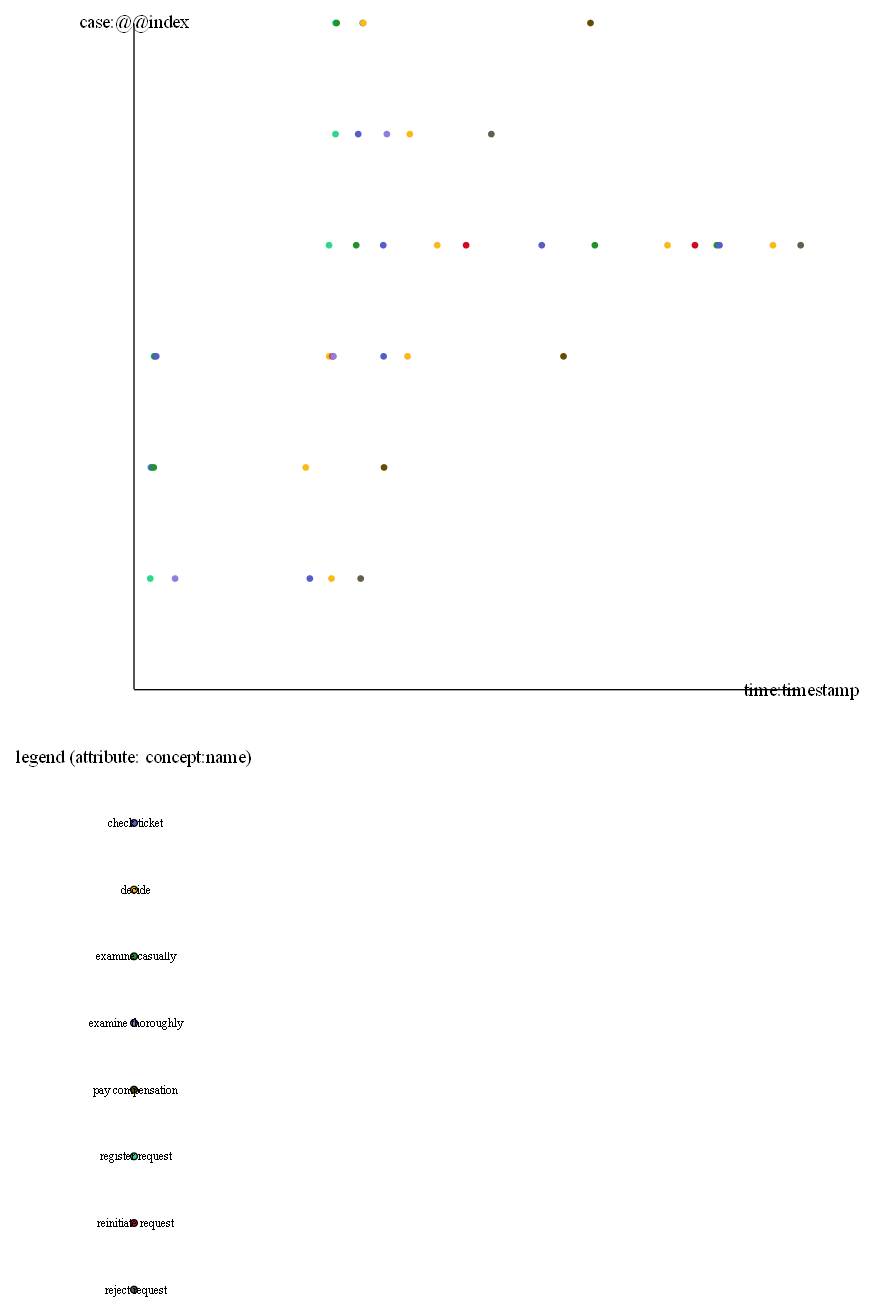 case:@@index
time:timestamp
legend (attribute: concept:name)
check ticket
decide
examine casually
examine thoroughly
pay compensation
register request
reinitiate request
reject request